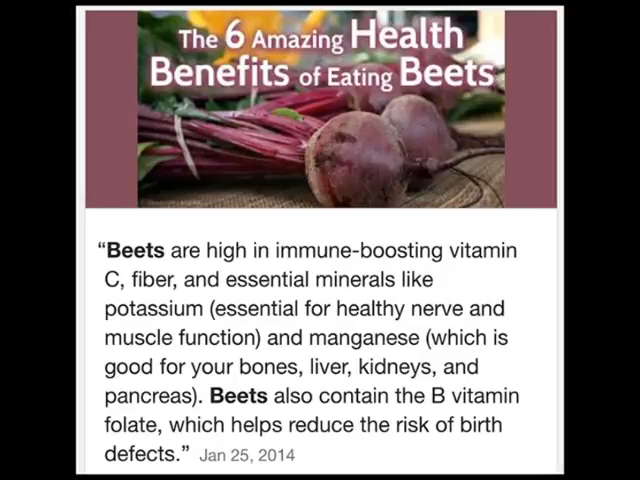 The 6 Amazing Health
Benefits of Eating Beets
“Beets are high in immune-boosting vitamin
C, fiber, and essential minerals like
potassium (essential for healthy nerve and
muscle function) and manganese (which is
good for your bones, liver, kidneys, and
pancreas). Beets also contain the B vitamin
folate, which helps reduce the risk of birth
defects.” Jan 25, 2014